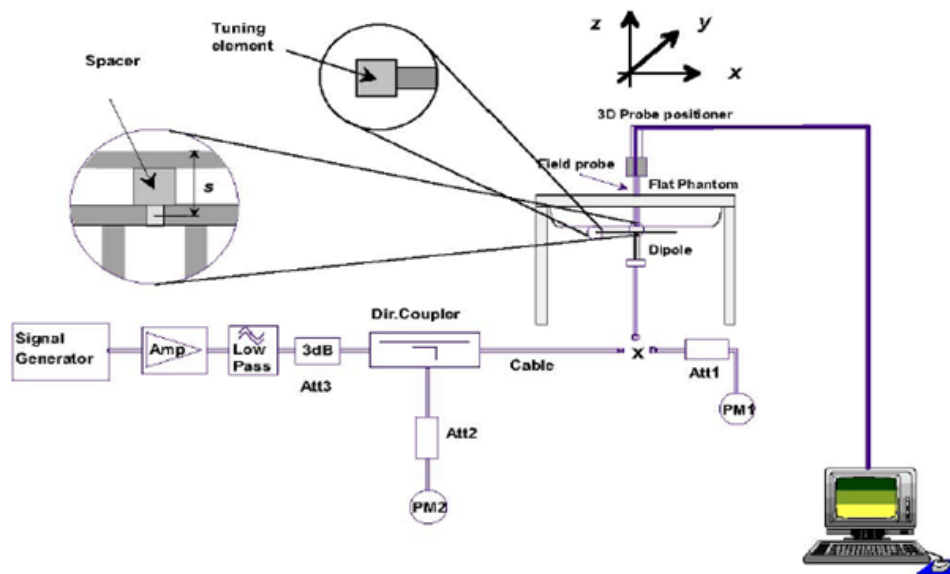 Tuning
element
Spacer
s
z
y
x
3D Probe positioner
Field probe
Flat Phantom
Dipole
Signal
Generator
Amp
Low
Pass
3dB
Att3
Dir.Coupler
Cable
x
Att1
PM1
Att2
PM2